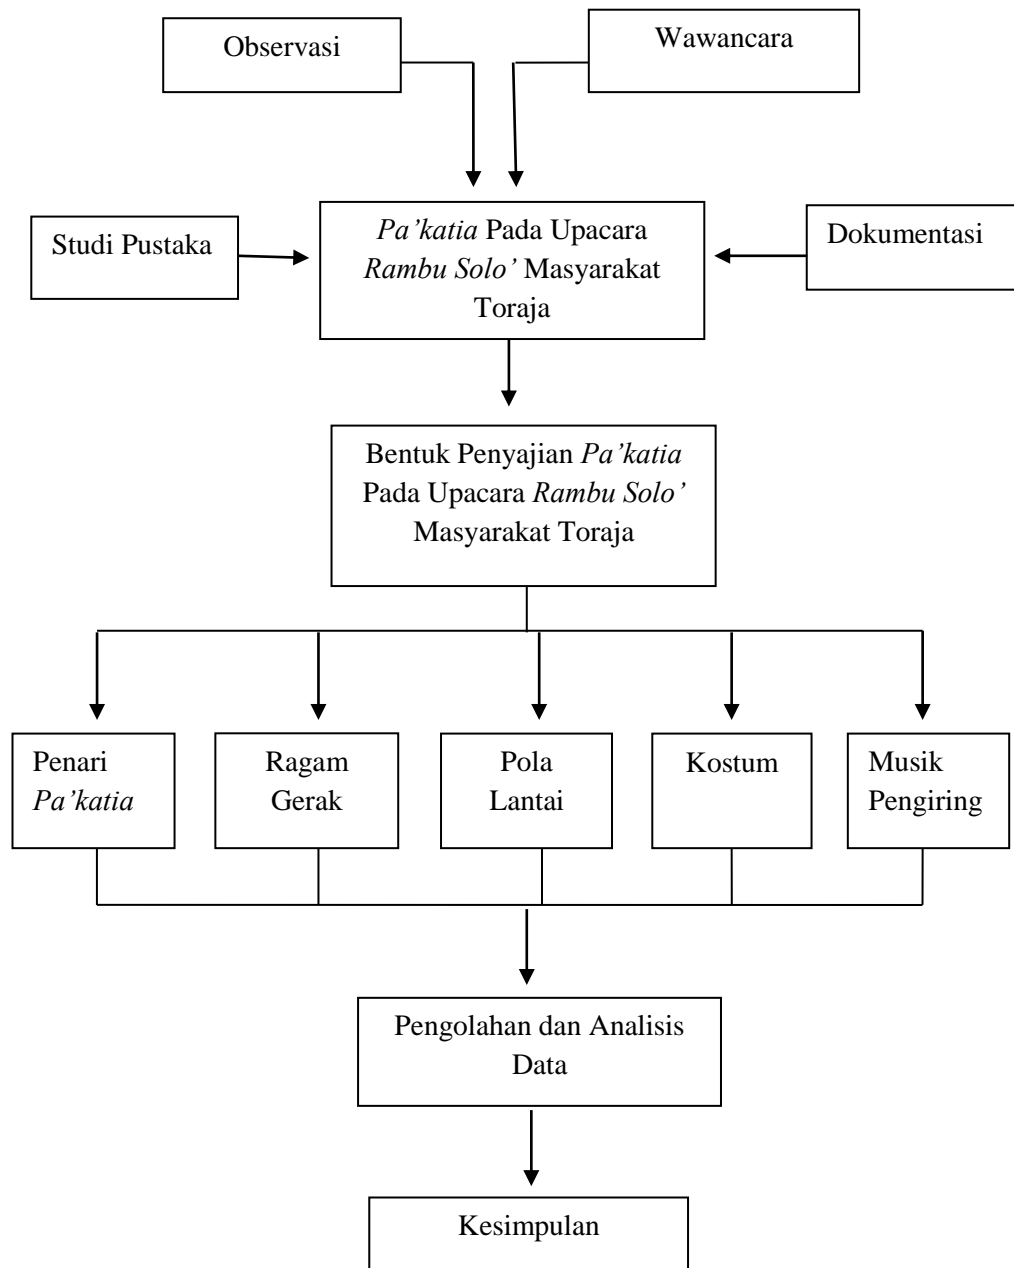 Observasi
Wawancara
Studi Pustaka
Pa’katia Pada Upacara
Rambu Solo’ Masyarakat
Toraja
Dokumentasi
Bentuk Penyajian Pa’katia
Pada Upacara Rambu Solo’
Masyarakat Toraja
Penari
Pa’katia
Ragam
Gerak
Pola
Lantai
Kostum
Musik
Pengiring
Pengolahan dan Analisis
Data
Kesimpulan